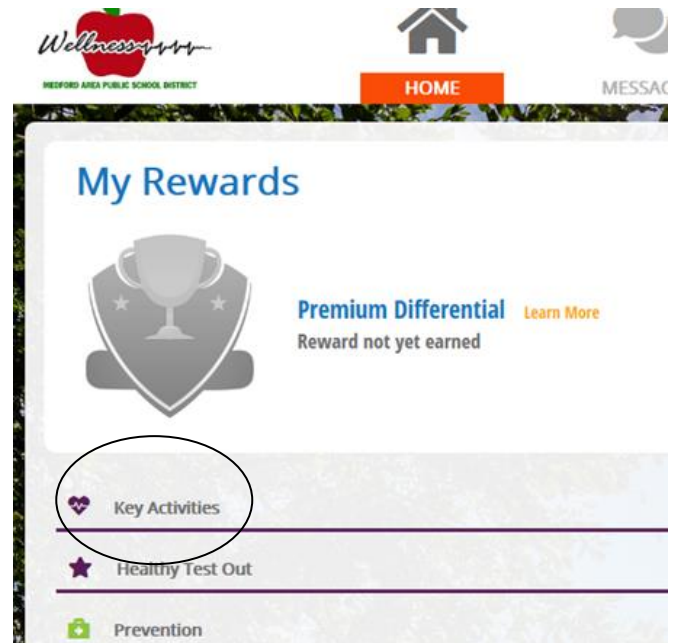 Wellness
MEDFORD AREA PUBLIC SCHOOL DISTRICT
HOME
MESSAG
My Rewards
Premium Differential Learn More
Reward not yet earned
Key Activities
Healthy Test Out
Prevention